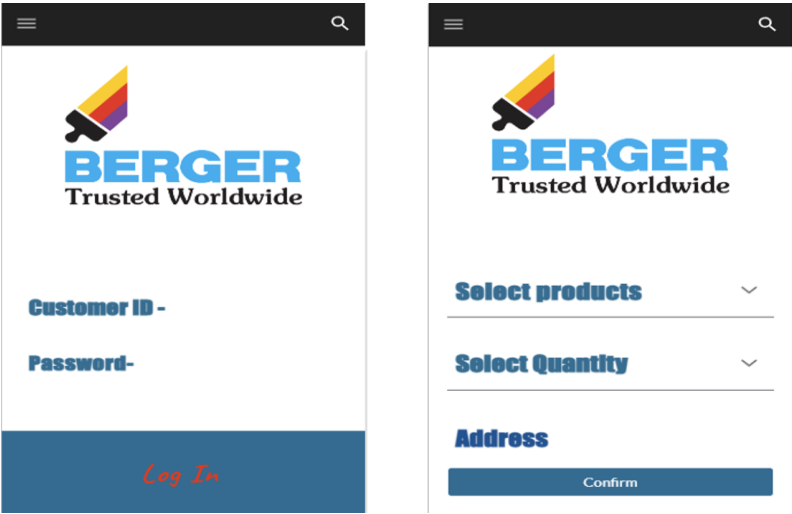 BERGER
Trusted Worldwide
Customer ID -
Password-
Log In
BERGER
Trusted Worldwide
Select products
Select Quantity
Address
Confirm